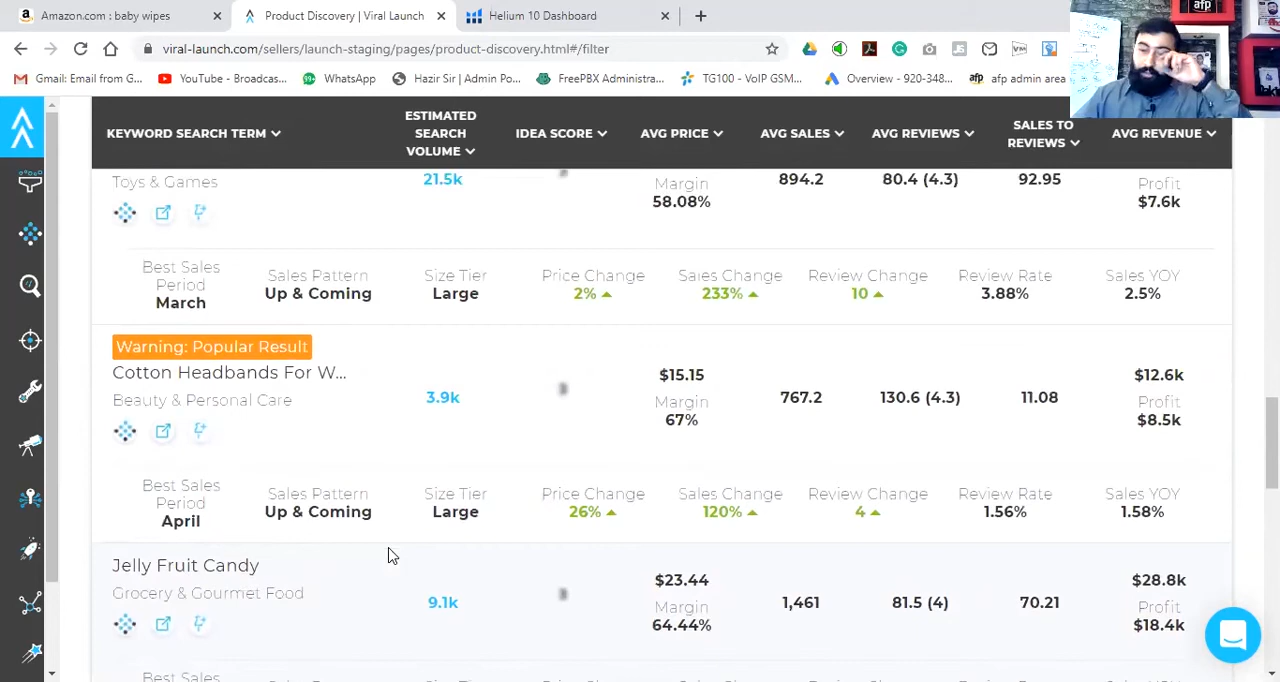 Amazon.com : baby wipes
Product Discovery | Viral Launch
Helium 10 Dashboard
viral-launch.com/sellers/launch-staging/pages/product-discovery.html#/filter
Gmail: Email from G...
YouTube - Broadcas...
WhatsApp
Hazir Sir | Admin Po...
FreePBX Administra...
TG100 - VoIP GSM...
Overview - 920-348...
afp admin area
afp
KEYWORD SEARCH TERM
ESTIMATED SEARCH VOLUME
IDEA SCORE
AVG PRICE
AVG SALES
AVG REVIEWS
SALES TO REVIEWS
AVG REVENUE
Toys & Games
21.5k
Margin
58.08%
894.2
80.4 (4.3)
92.95
Profit
$7.6k
Best Sales Period
March
Sales Pattern
Up & Coming
Size Tier
Large
Price Change
2%
Sales Change
233%
Review Change
10
Review Rate
3.88%
Sales YOY
2.5%
Warning: Popular Result
Cotton Headbands For W...
Beauty & Personal Care
3.9k
$15.15
Margin
67%
767.2
130.6 (4.3)
11.08
$12.6k
Profit
$8.5k
Best Sales Period
April
Sales Pattern
Up & Coming
Size Tier
Large
Price Change
26%
Sales Change
120%
Review Change
4
Review Rate
1.56%
Sales YOY
1.58%
Jelly Fruit Candy
Grocery & Gourmet Food
9.1k
$23.44
Margin
64.44%
1,461
81.5 (4)
70.21
$28.8k
Profit
$18.4k
Best Sales